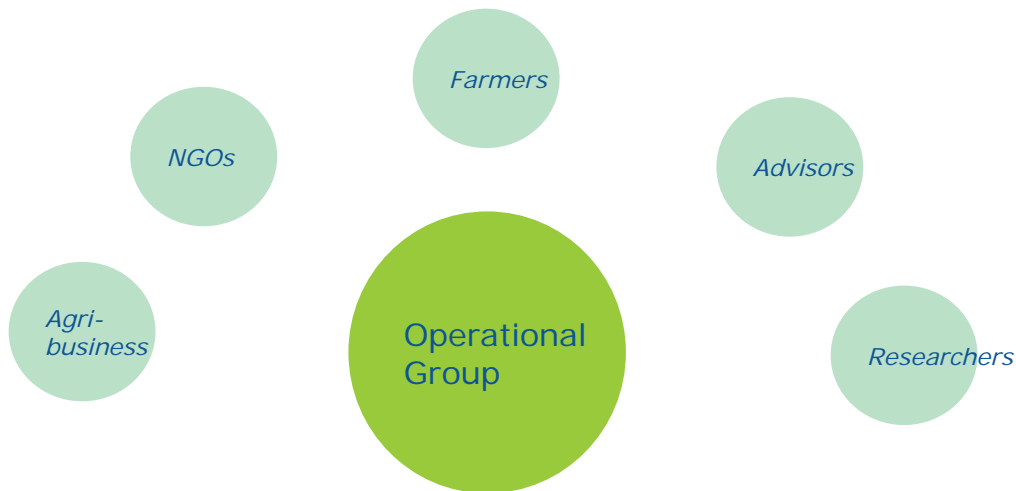 Farmers
NGOs
Advisors
Agri-
business
Operational
Group
Researchers